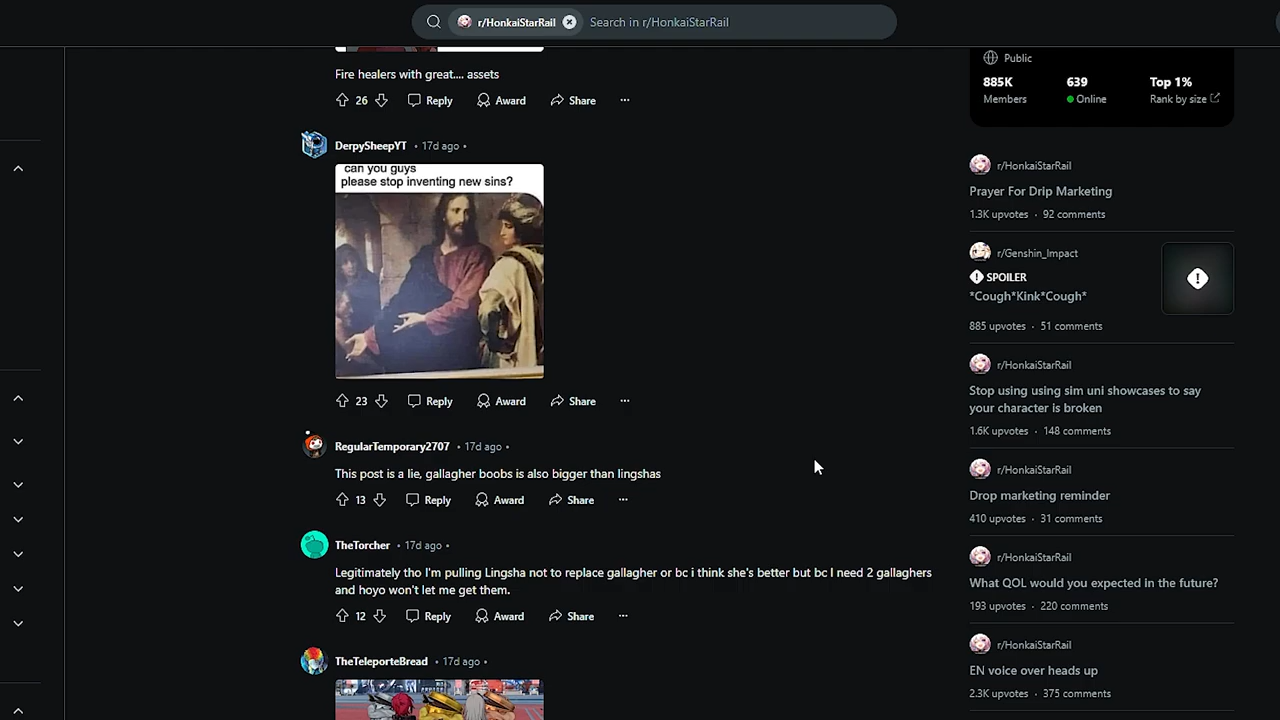 r/HonkaiStarRail
Search in r/HonkaiStarRail
Fire healers with great.... assets
26
Reply
Award
Share
DerpySheepYT • 17d ago •
can you guys
please stop inventing new sins?
23
Reply
Award
Share
RegularTemporary2707 • 17d ago •
This post is a lie, gallagher boobs is also bigger than lingshas
13
Reply
Award
Share
TheTorcher • 17d ago •
Legitimately tho I'm pulling Lingsha not to replace gallagher or bc i think she's better but bc I need 2 gallaghers
and hoyo won't let me get them.
12
Reply
Award
Share
TheTeleporteBread • 17d ago •
Public
885K 639 Top 1%
Members Online Rank by size
r/HonkaiStarRail
Prayer For Drip Marketing
1.3K upvotes · 92 comments
r/Genshin_Impact
SPOILER
*Cough*Kink*Cough*
885 upvotes · 51 comments
r/HonkaiStarRail
Stop using using sim uni showcases to say
your character is broken
1.6K upvotes · 148 comments
r/HonkaiStarRail
Drop marketing reminder
410 upvotes · 31 comments
r/HonkaiStarRail
What QOL would you expected in the future?
193 upvotes · 220 comments
r/HonkaiStarRail
EN voice over heads up
2.3K upvotes · 375 comments